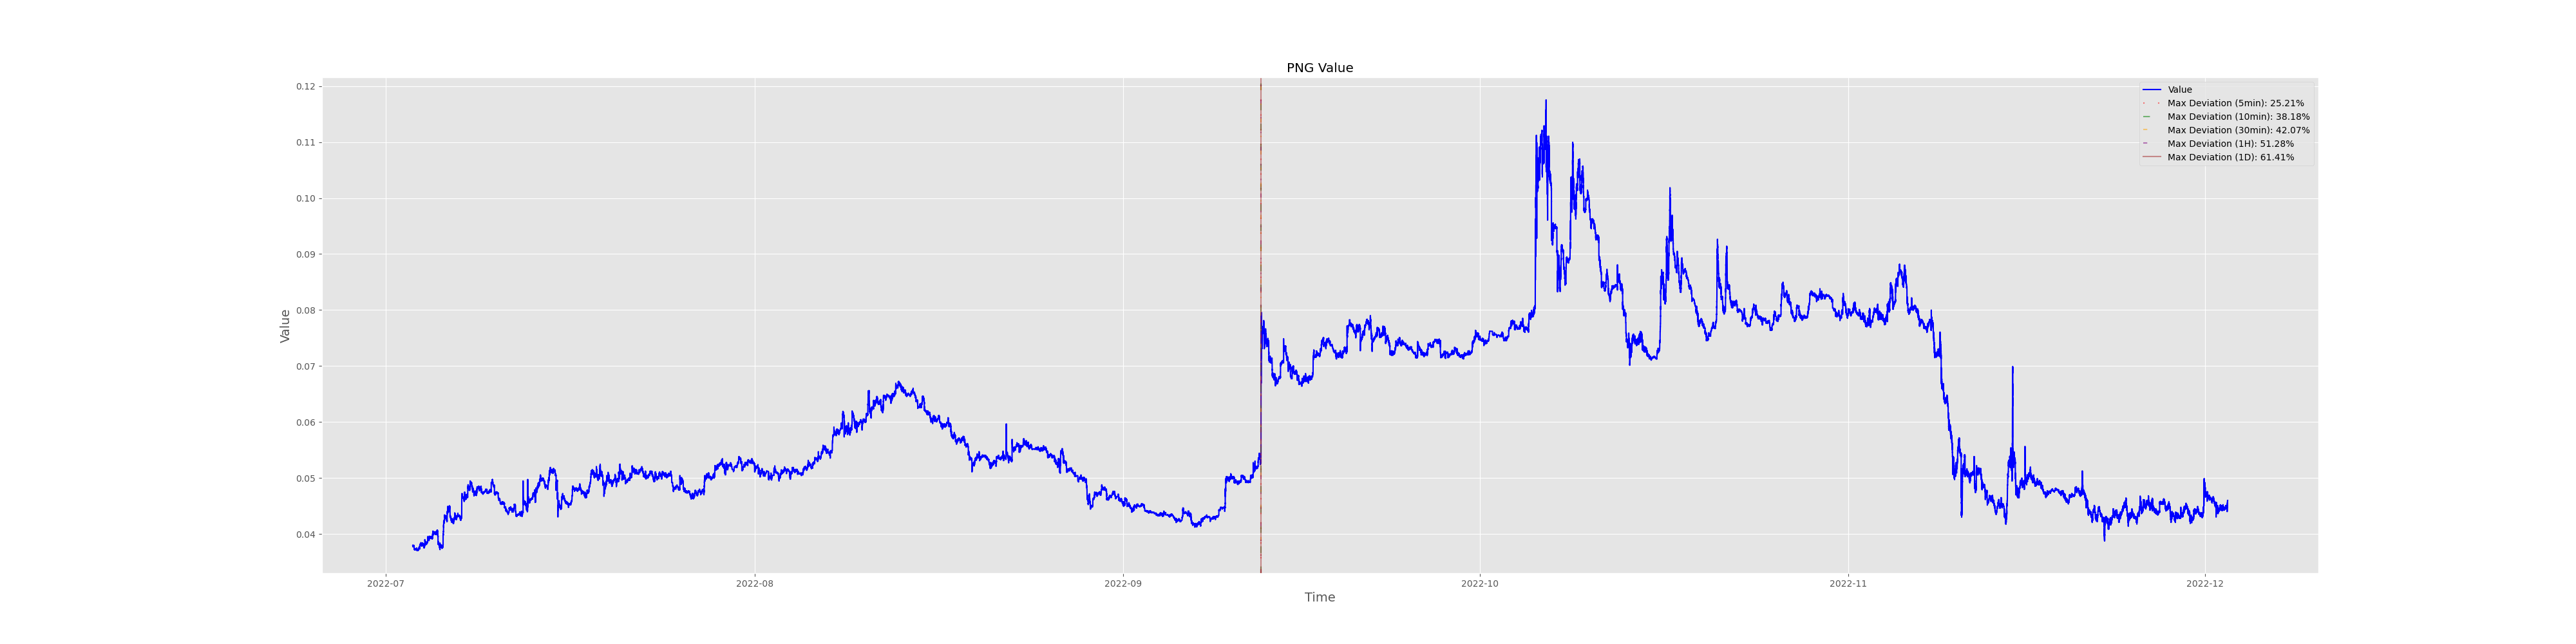 PNG Value
0.12
0.11
0.10
0.09
0.08
0.07
0.06
0.05
0.04
Value
2022-07
2022-08
2022-09
2022-10
2022-11
2022-12
Time
Value
Max Deviation (5min): 25.21%
Max Deviation (10min): 38.18%
Max Deviation (30min): 42.07%
Max Deviation (1H): 51.28%
Max Deviation (1D): 61.41%